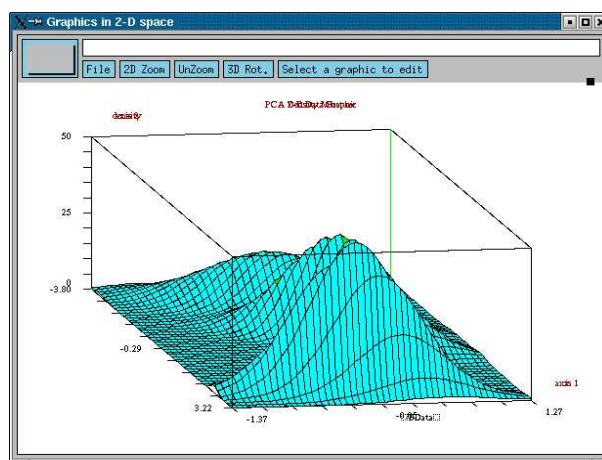 Graphics in 2-D space
File 2D Zoom UnZoom 3D Rot. Select a graphic to edit
PCA
50
25
0
-3.80
-0.29
3.22
-1.37
1.27
axis 1